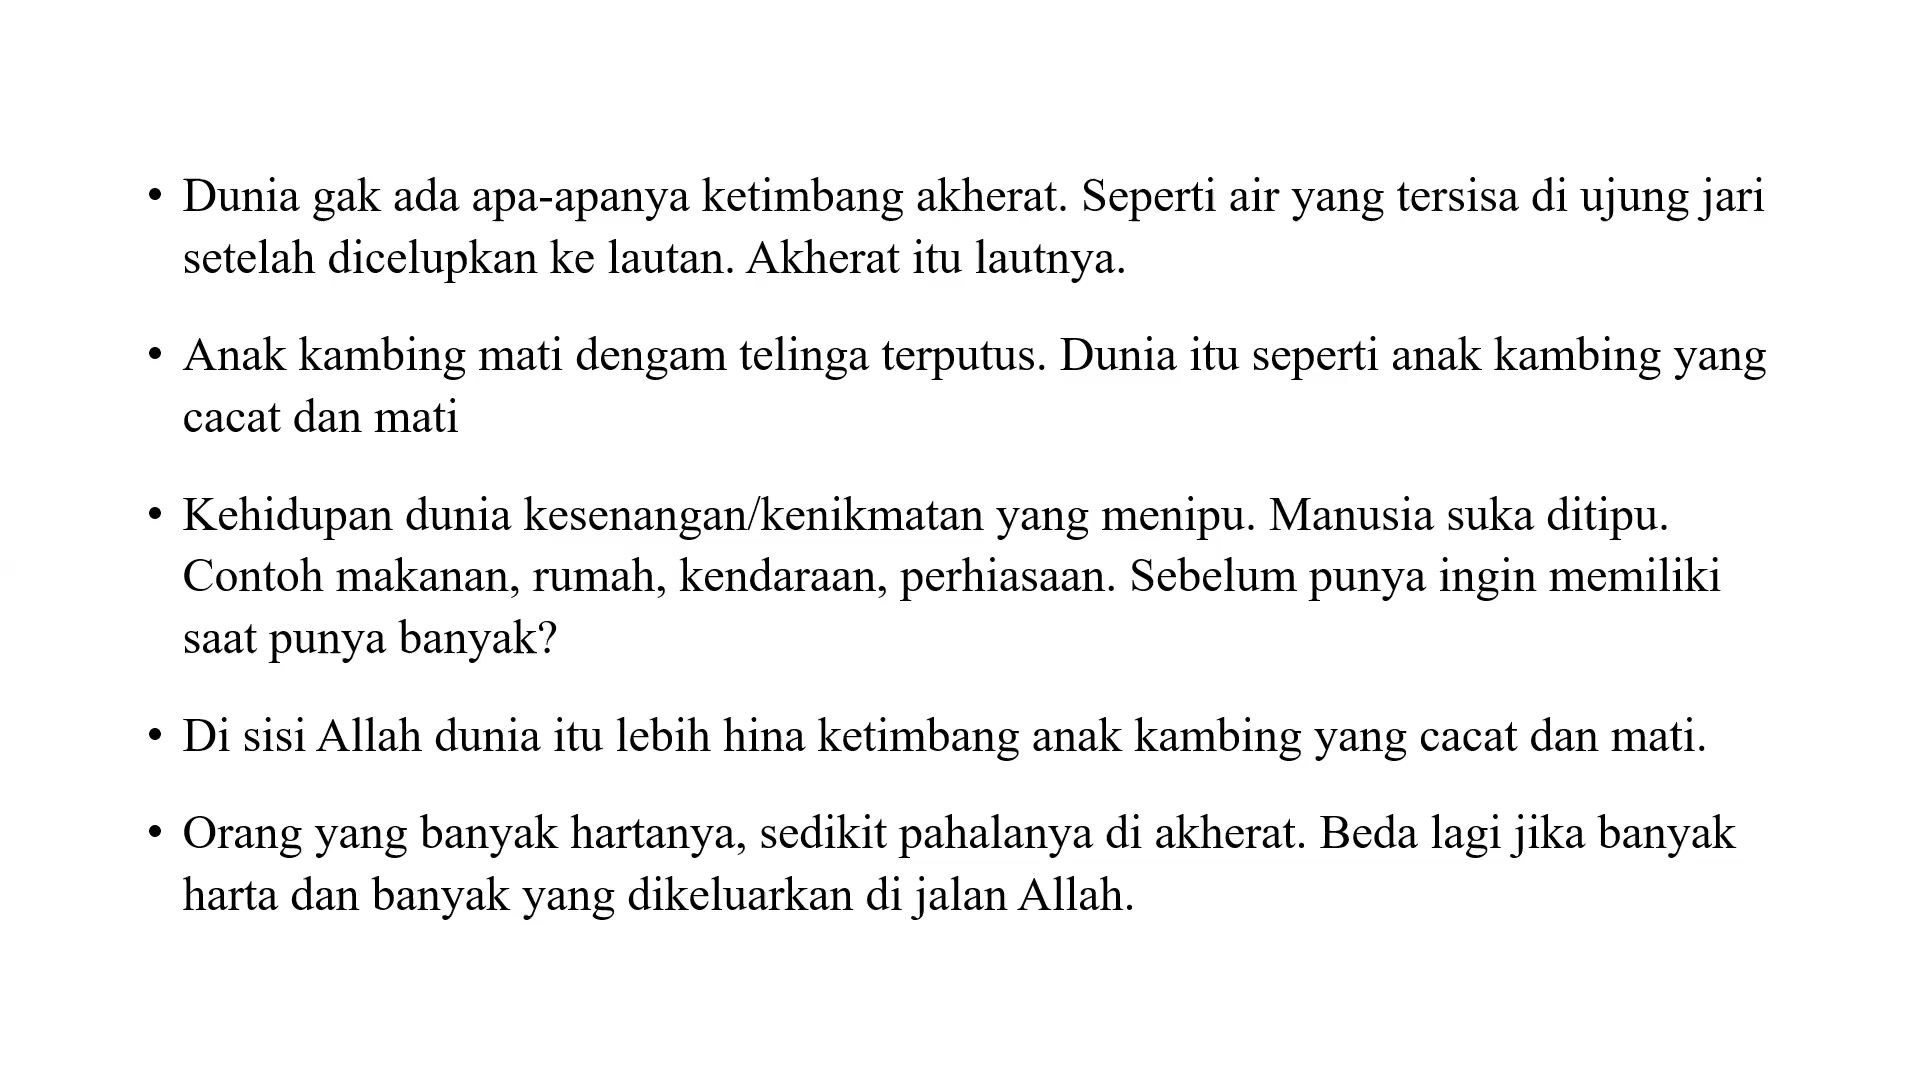 • Dunia gak ada apa-apanya ketimbang akherat. Seperti air yang tersisa di ujung jari
setelah dicelupkan ke lautan. Akherat itu lautnya.
• Anak kambing mati dengam telinga terputus. Dunia itu seperti anak kambing yang
cacat dan mati
• Kehidupan dunia kesenangan/kenikmatan yang menipu. Manusia suka ditipu.
Contoh makanan, rumah, kendaraan, perhiasaan. Sebelum punya ingin memiliki
saat punya banyak?
• Di sisi Allah dunia itu lebih hina ketimbang anak kambing yang cacat dan mati.
• Orang yang banyak hartanya, sedikit pahalanya di akherat. Beda lagi jika banyak
harta dan banyak yang dikeluarkan di jalan Allah.